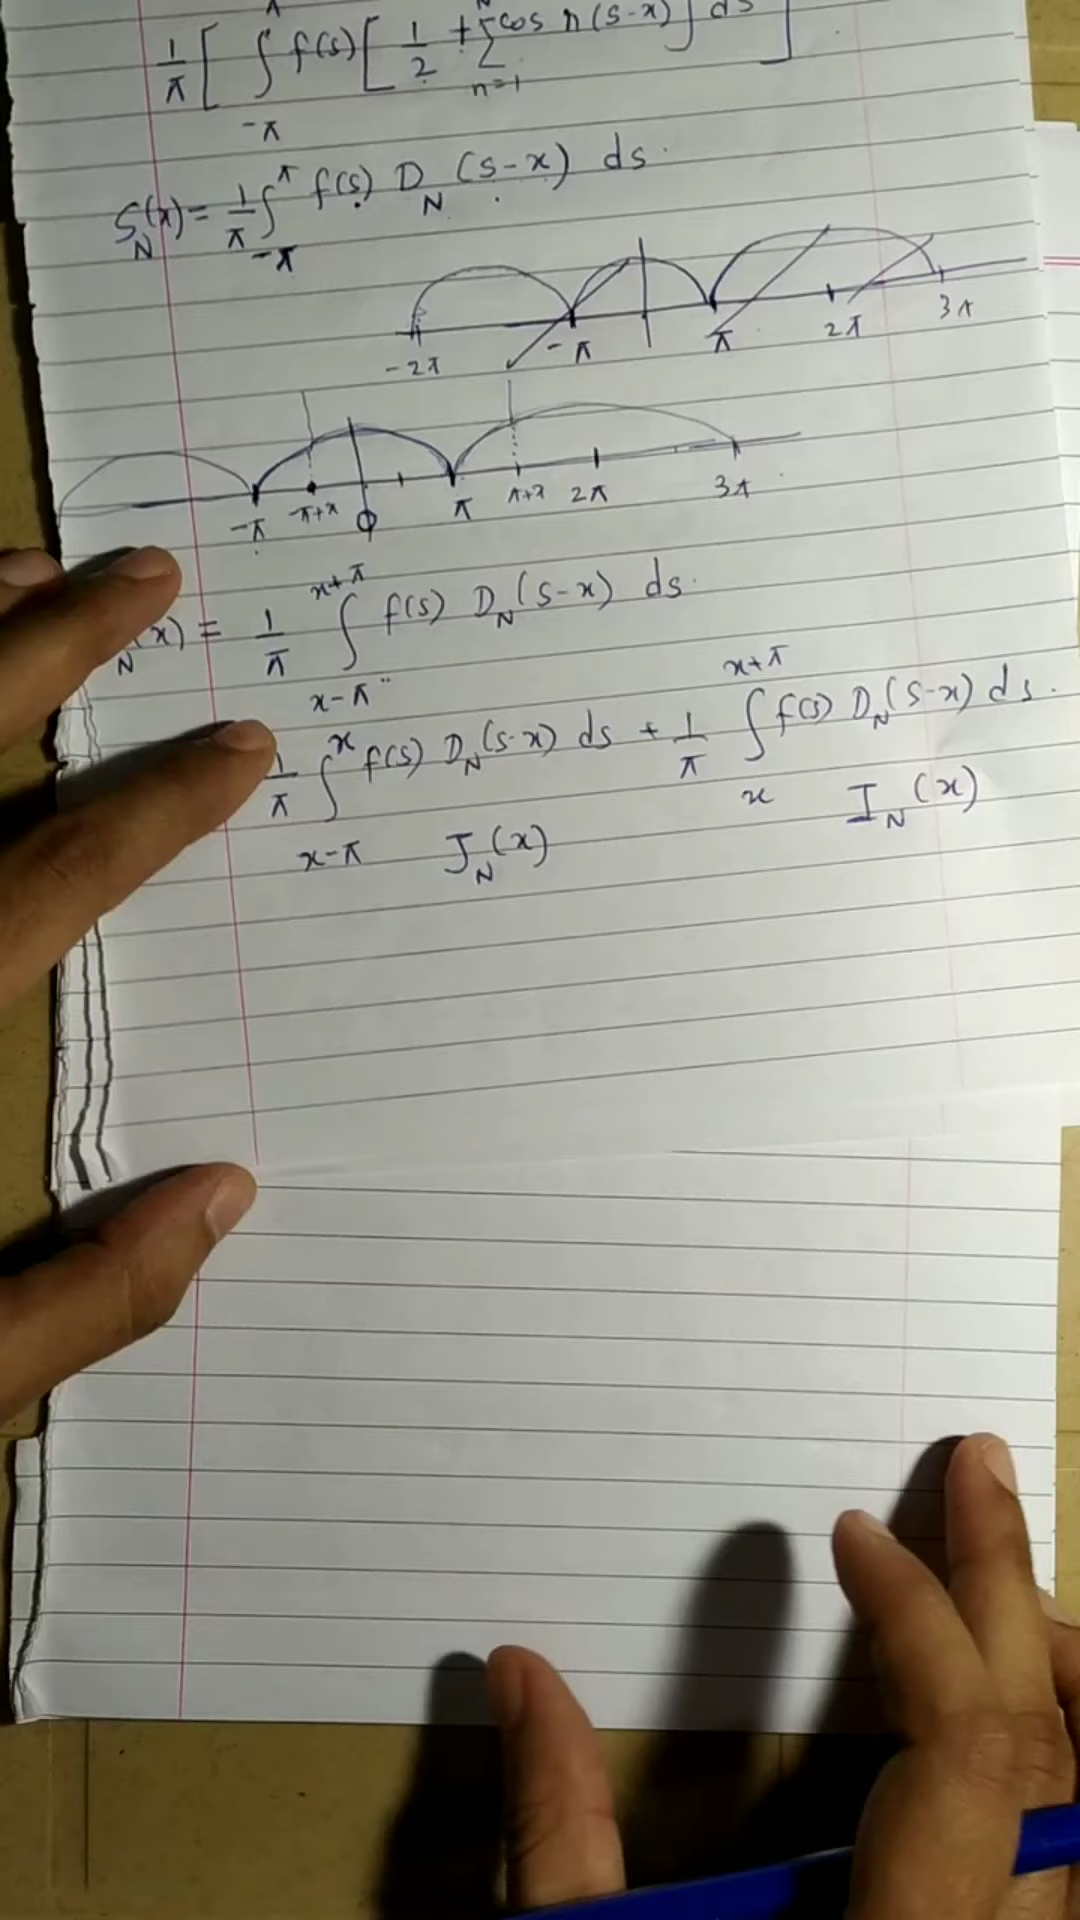 1/π [ ∫_{-π}^{π} f(s) [ 1/2 + Σ_{n=1}^{N} cos n(s-x) ] ds ]
S_N(x) = 1/π ∫_{-π}^{π} f(s) D_N (s-x) ds.
-2π -π π 2π 3π
-π -π+x 0 π π+x 2π 3π
_N(x) = 1/π ∫_{x-π}^{x+π} f(s) D_N(s-x) ds.
1/π ∫_{x-π}^{x} f(s) D_N(s-x) ds + 1/π ∫_{x}^{x+π} f(s) D_N(s-x) ds.
J_N(x) I_N(x)